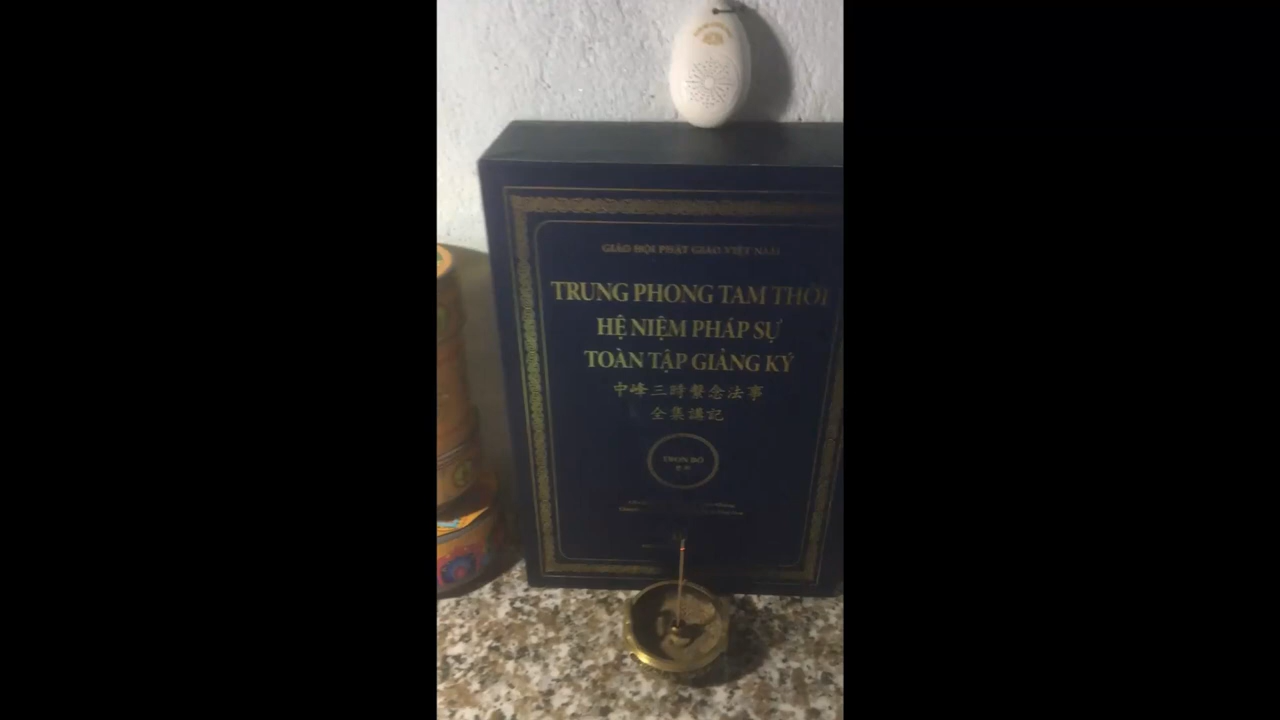 GIÁO HỘI PHẬT GIÁO VIỆT NAM
TRUNG PHONG TAM THỜI
HỆ NIỆM PHÁP SỰ
TOÀN TẬP GIẢNG KÝ
中峰三時繫念法事
全集講記
TRỌN BỘ